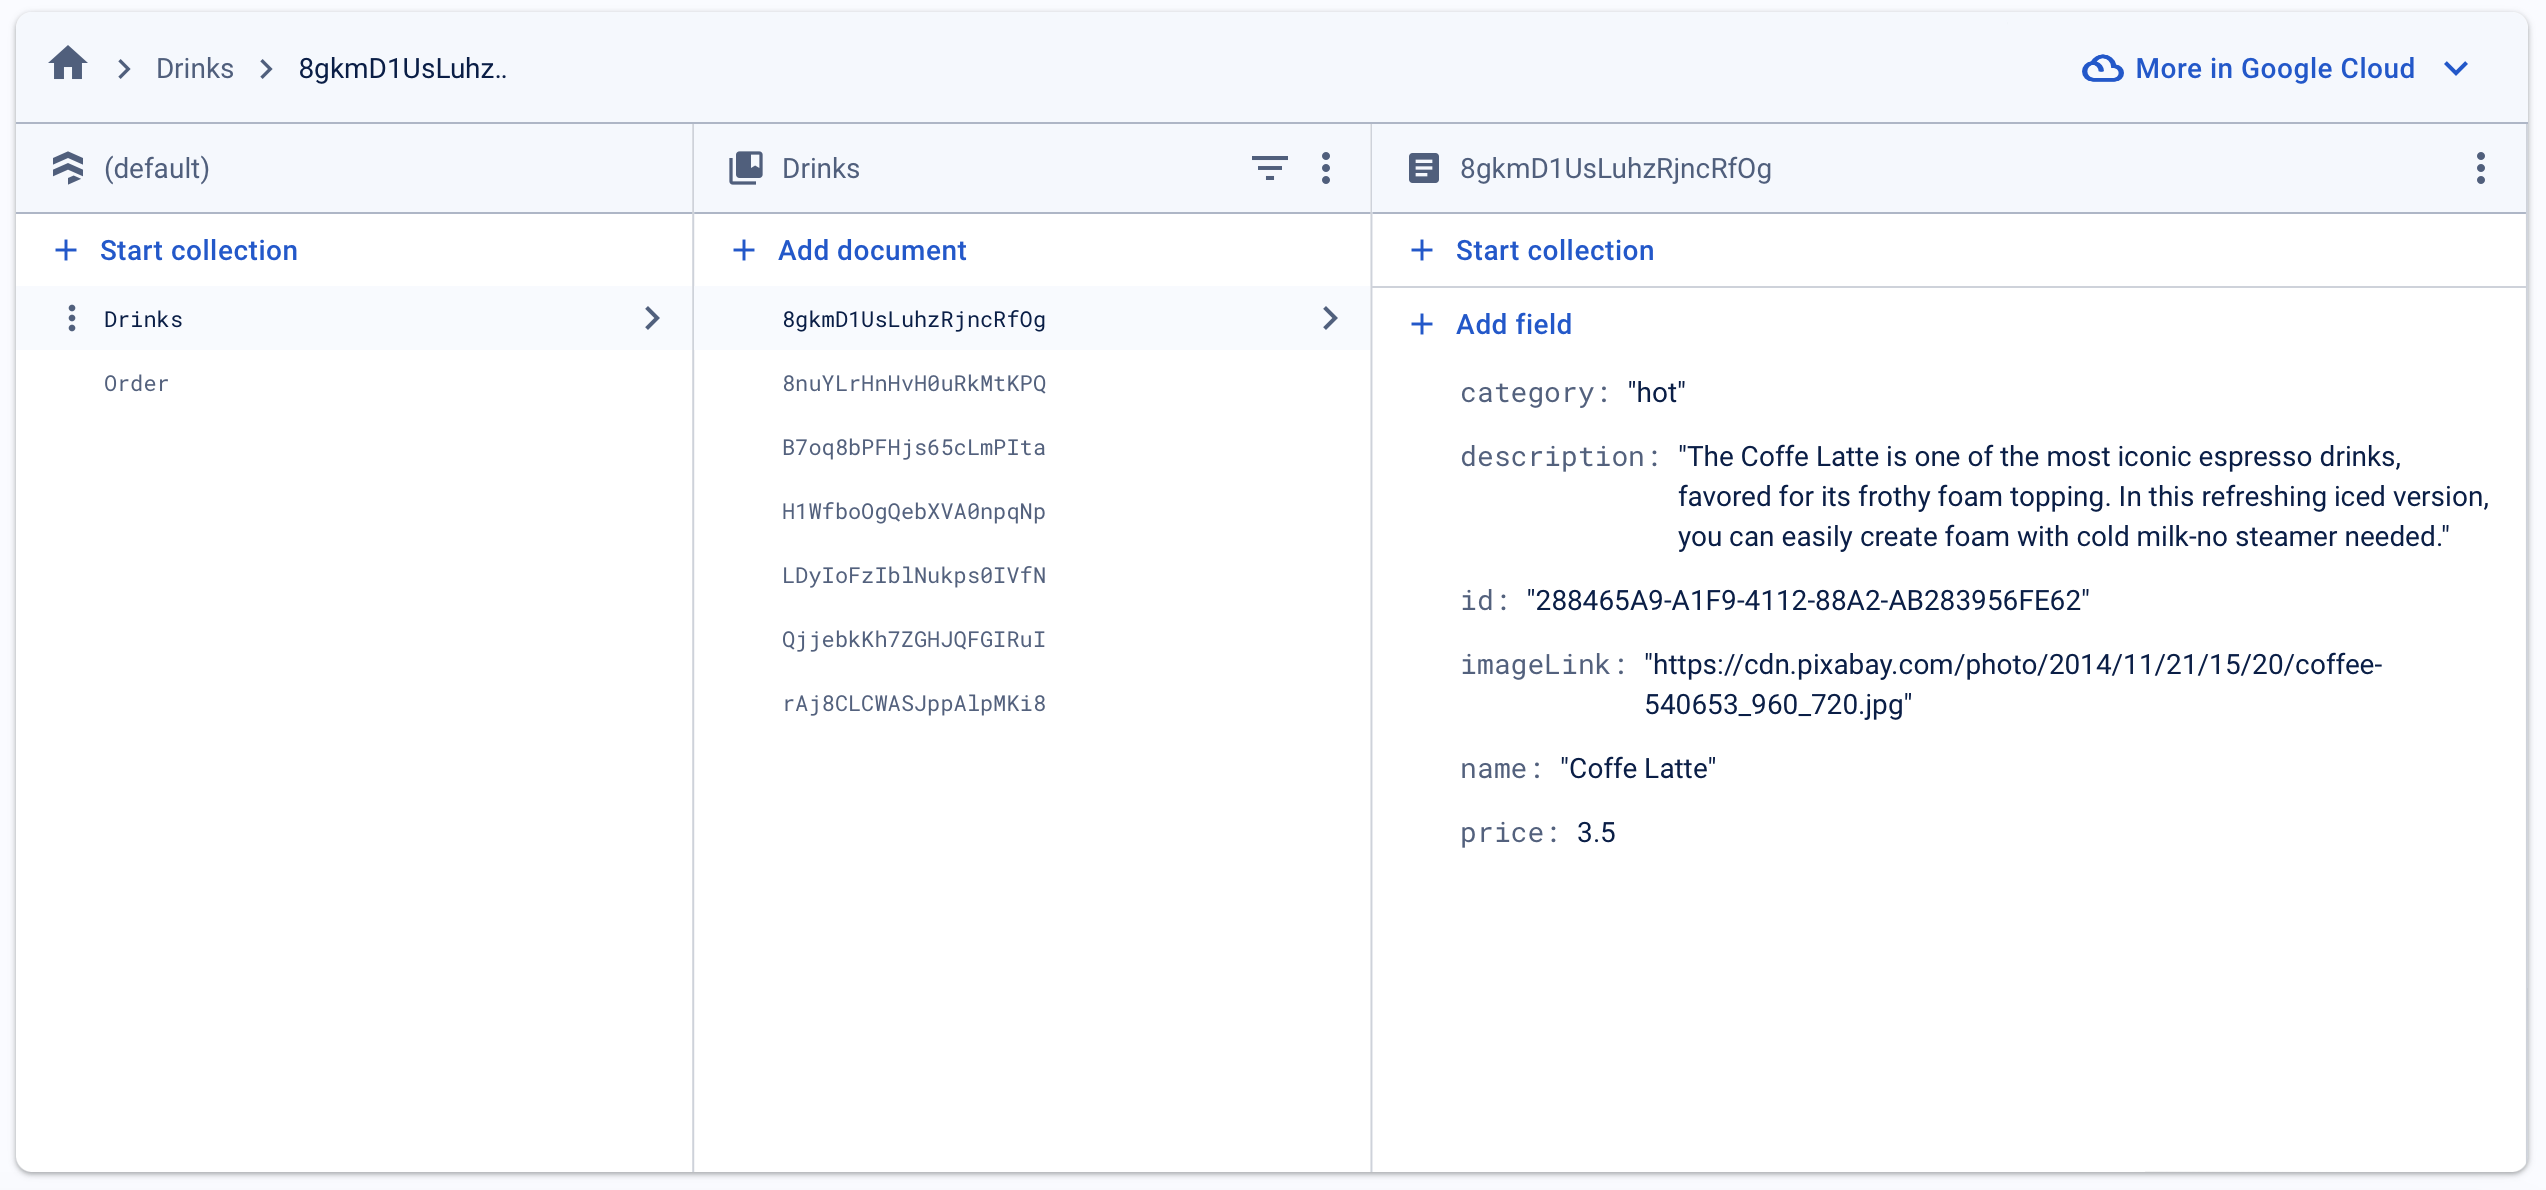 Drinks
8gkmD1UsLuhz..
More in Google Cloud
(default)
Start collection
Drinks
Order
Drinks
Add document
8gkmD1UsLuhzRjncRfOg
8nuYLrHnHvH0uRkMtKPQ
B7oq8bPFHjs65cLmPIta
H1WfboOgQebXVA0npqNp
LDyIoFzIblNukps0IVfN
QjjebkKh7ZGHJQFGIRuI
rAj8CLCWASJppAlpMKi8
8gkmD1UsLuhzRjncRfOg
Start collection
Add field
category: "hot"
description: "The Coffe Latte is one of the most iconic espresso drinks,
favored for its frothy foam topping. In this refreshing iced version,
you can easily create foam with cold milk-no steamer needed."
id: "288465A9-A1F9-4112-88A2-AB283956FE62"
imageLink: "https://cdn.pixabay.com/photo/2014/11/21/15/20/coffee-
540653_960_720.jpg"
name: "Coffe Latte"
price: 3.5